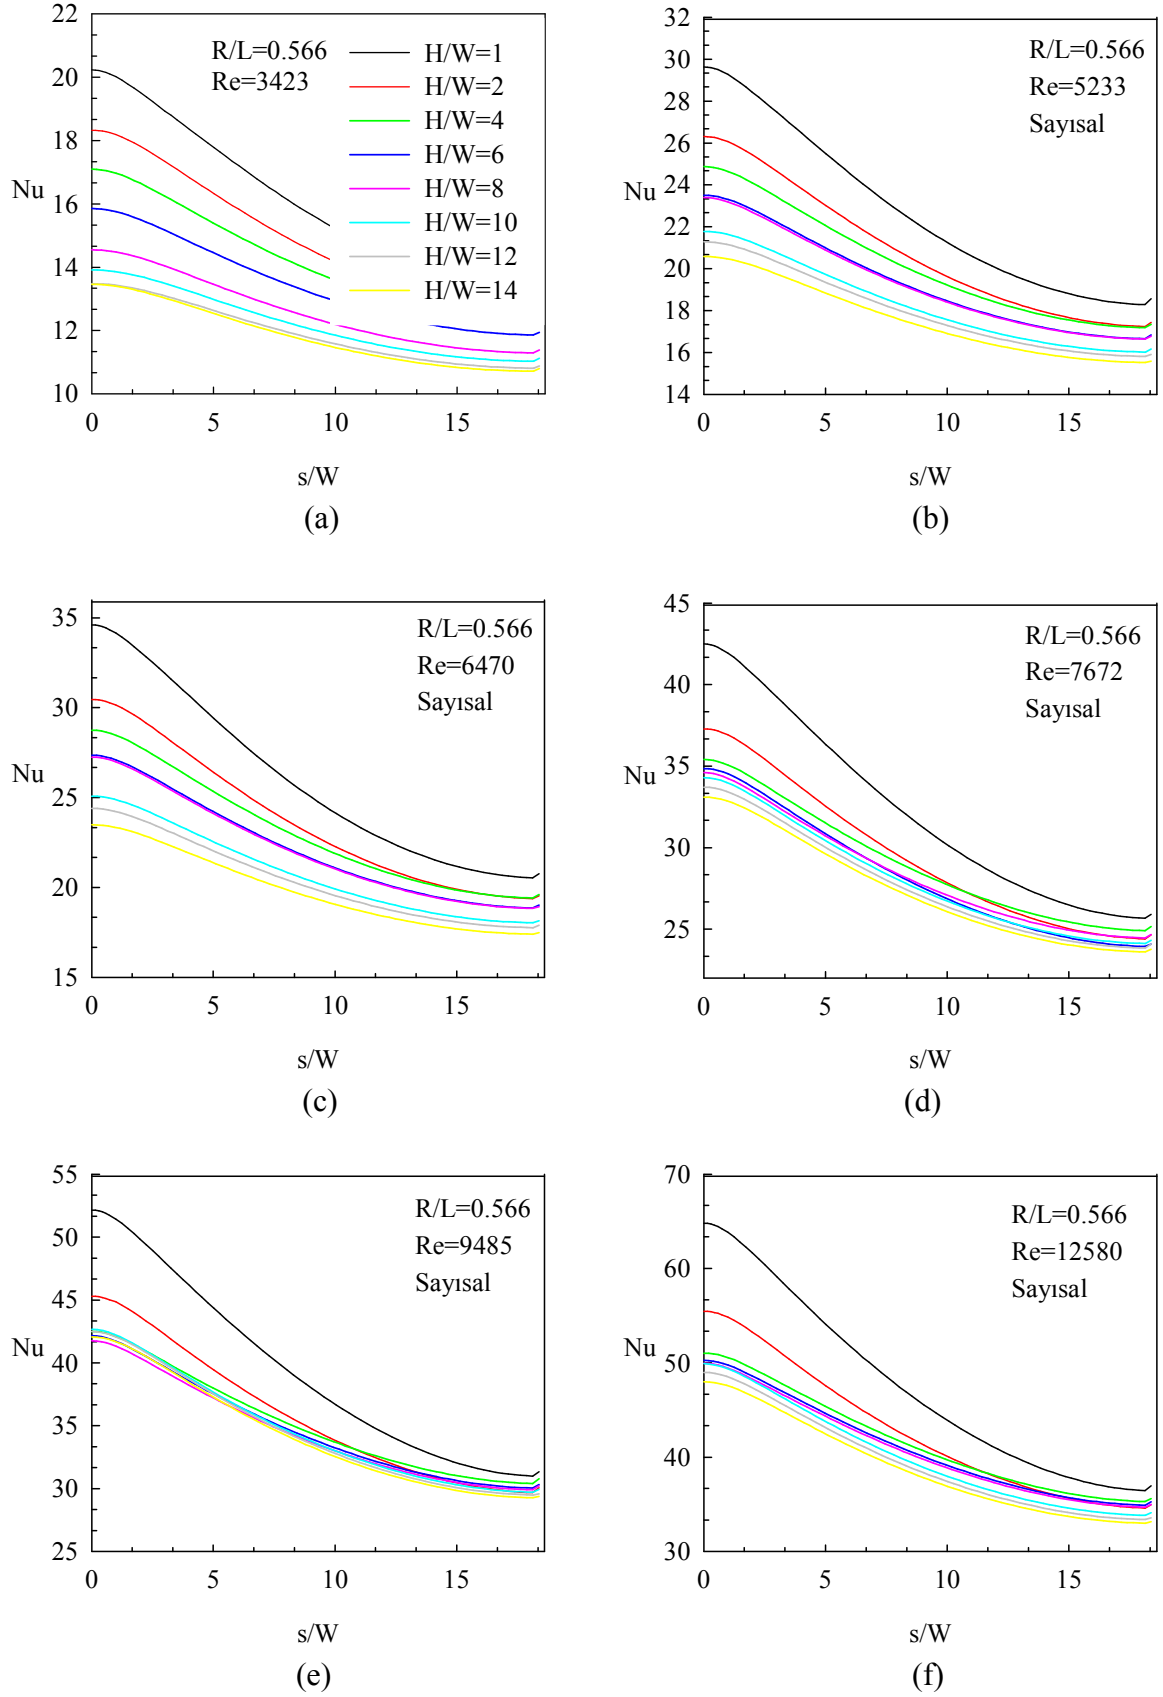 22
20
18
16
14
12
10
Nu
R/L=0.566
Re=3423
H/W=1
H/W=2
H/W=4
H/W=6
H/W=8
H/W=10
H/W=12
H/W=14
0 5 10 15
s/W
(a)
32
30
28
26
24
22
20
18
16
14
Nu
R/L=0.566
Re=5233
Sayısal
0 5 10 15
s/W
(b)
35
30
25
20
15
Nu
R/L=0.566
Re=6470
Sayısal
0 5 10 15
s/W
(c)
45
40
35
30
25
Nu
R/L=0.566
Re=7672
Sayısal
0 5 10 15
s/W
(d)
55
50
45
40
35
30
25
Nu
R/L=0.566
Re=9485
Sayısal
0 5 10 15
s/W
(e)
70
60
50
40
30
Nu
R/L=0.566
Re=12580
Sayısal
0 5 10 15
s/W
(f)